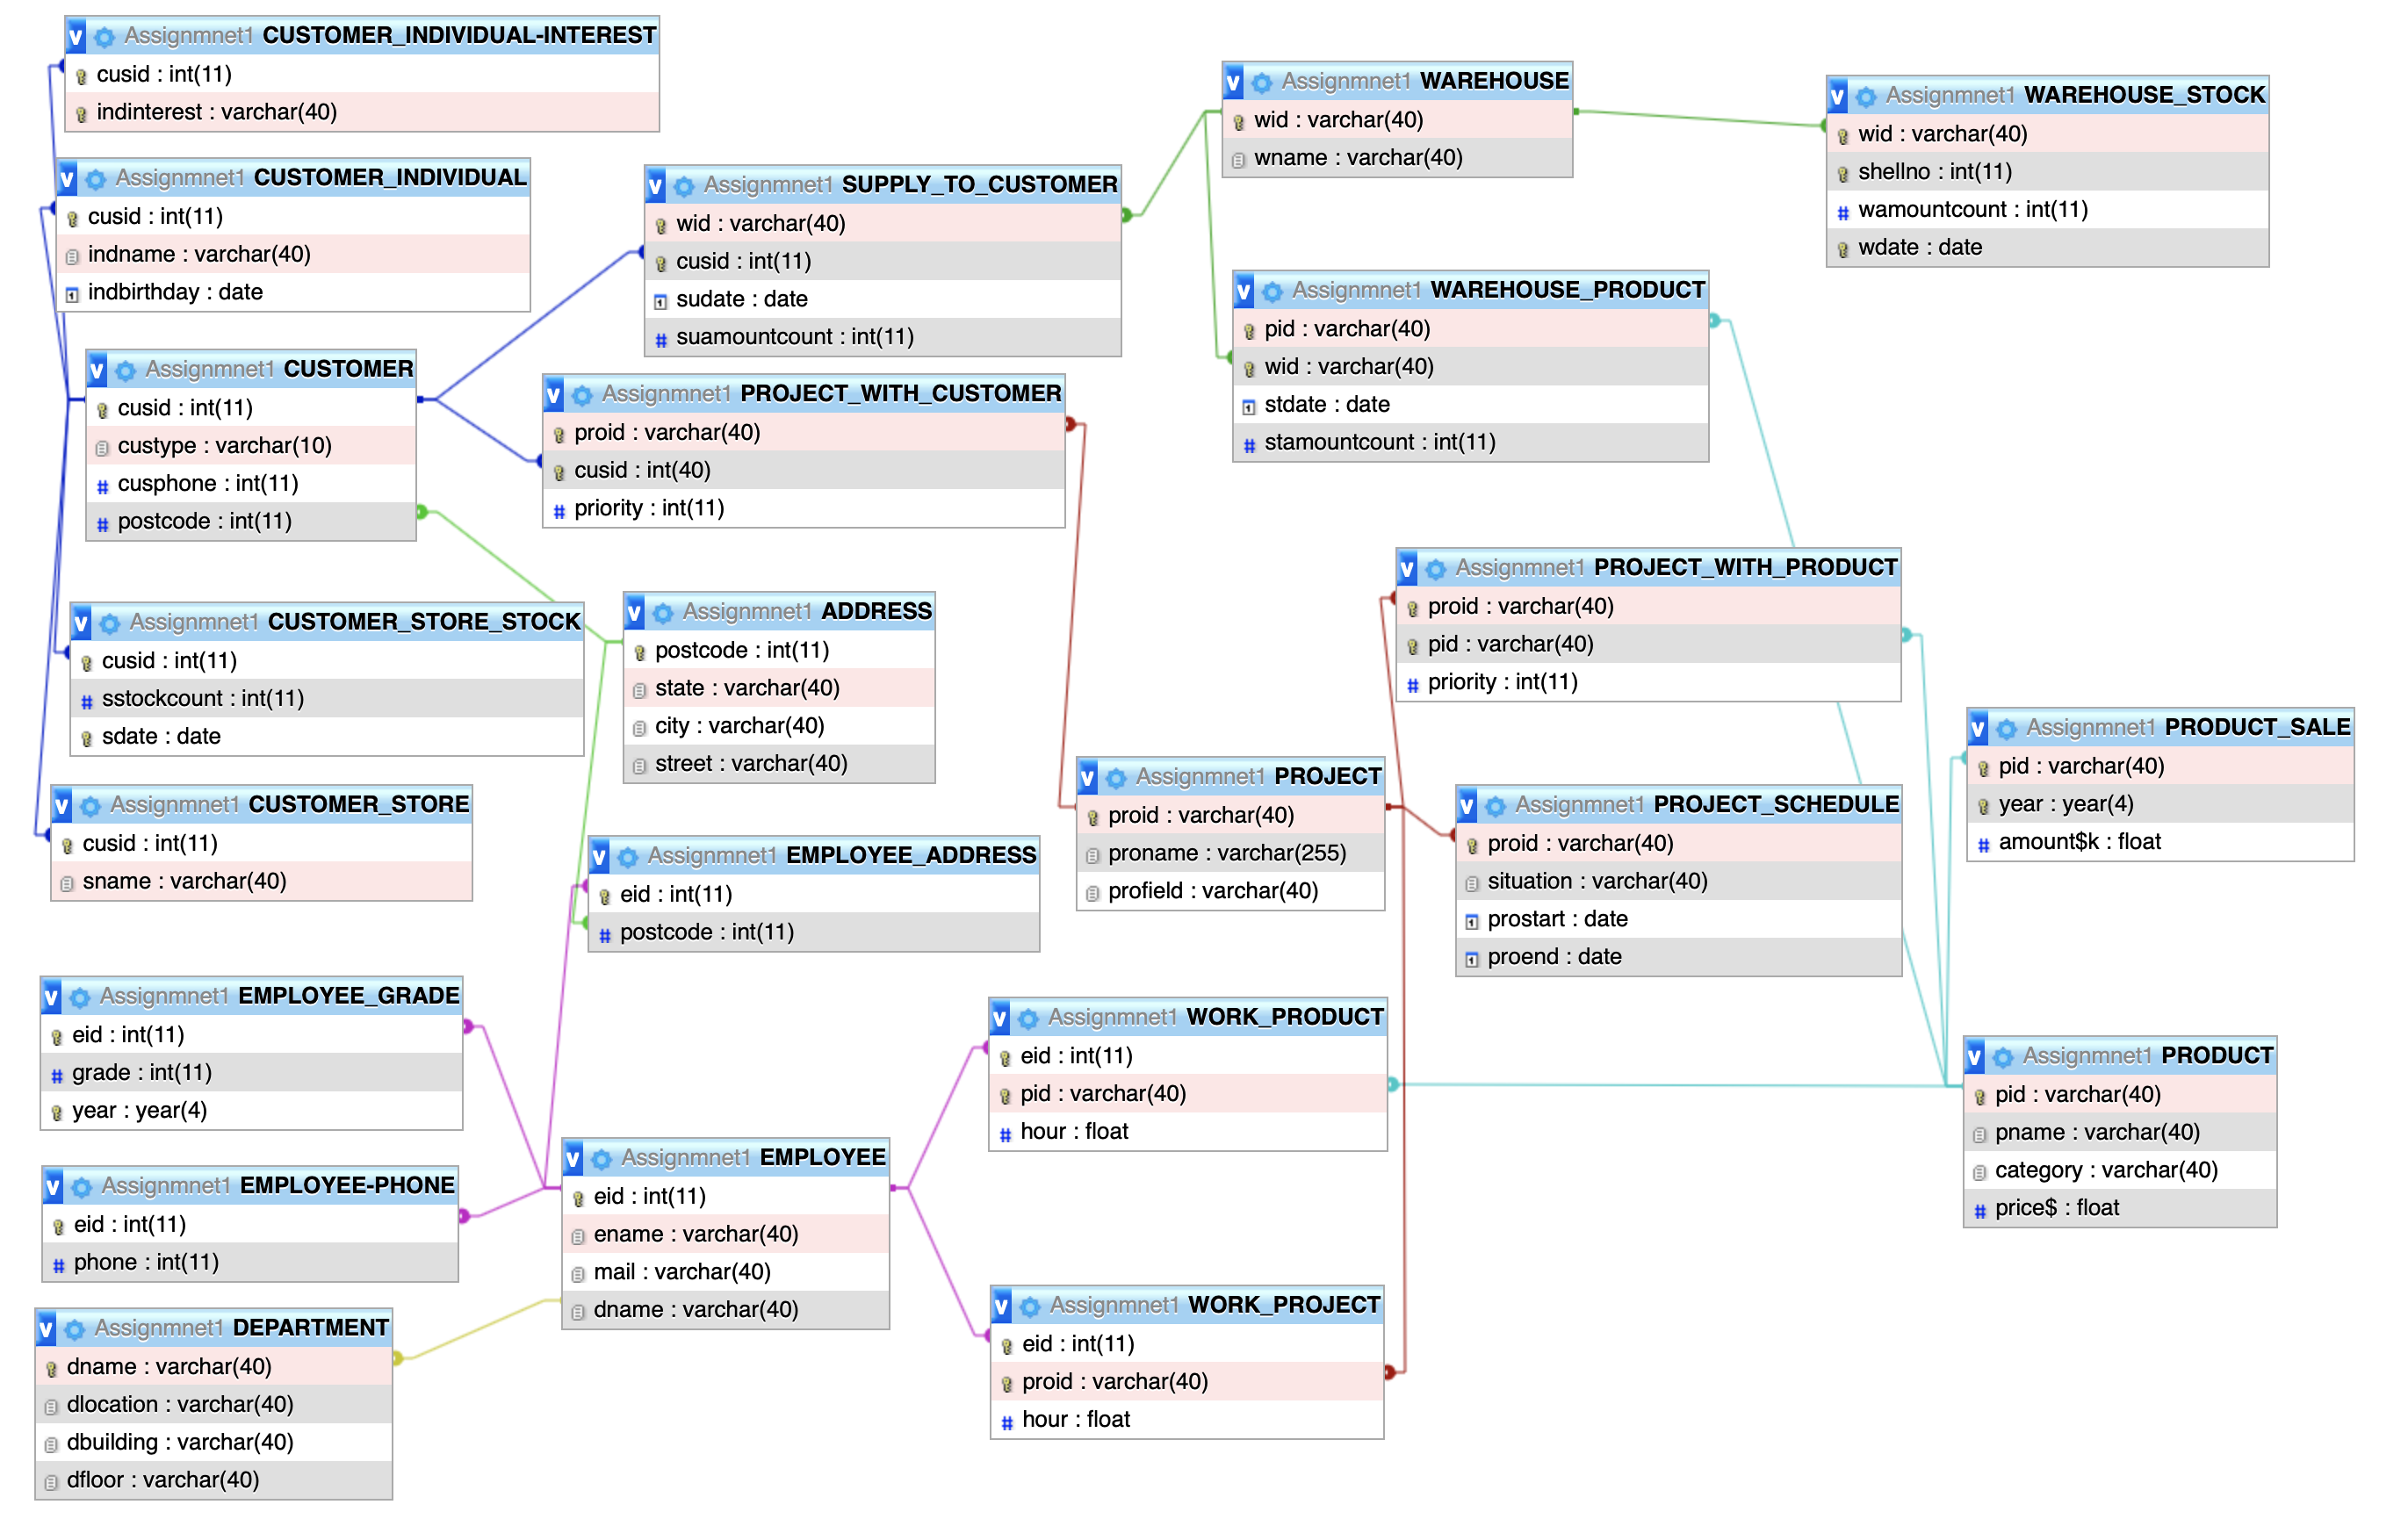 Assignmnet1 CUSTOMER_INDIVIDUAL-INTEREST
cusid : int(11)
indinterest : varchar(40)
Assignmnet1 CUSTOMER_INDIVIDUAL
cusid : int(11)
indname : varchar(40)
indbirthday : date
Assignmnet1 CUSTOMER
cusid : int(11)
custype : varchar(10)
cusphone : int(11)
postcode : int(11)
Assignmnet1 CUSTOMER_STORE_STOCK
cusid : int(11)
sstockcount : int(11)
sdate : date
Assignmnet1 CUSTOMER_STORE
cusid : int(11)
sname : varchar(40)
Assignmnet1 EMPLOYEE_GRADE
eid : int(11)
grade : int(11)
year : year(4)
Assignmnet1 EMPLOYEE-PHONE
eid : int(11)
phone : int(11)
Assignmnet1 DEPARTMENT
dname : varchar(40)
dlocation : varchar(40)
dbuilding : varchar(40)
dfloor : varchar(40)
Assignmnet1 SUPPLY_TO_CUSTOMER
wid : varchar(40)
cusid : int(11)
sudate : date
suamountcount : int(11)
Assignmnet1 PROJECT_WITH_CUSTOMER
proid : varchar(40)
cusid : int(40)
priority : int(11)
Assignmnet1 ADDRESS
postcode : int(11)
state : varchar(40)
city : varchar(40)
street : varchar(40)
Assignmnet1 EMPLOYEE_ADDRESS
eid : int(11)
postcode : int(11)
Assignmnet1 EMPLOYEE
eid : int(11)
ename : varchar(40)
mail : varchar(40)
dname : varchar(40)
Assignmnet1 WORK_PRODUCT
eid : int(11)
pid : varchar(40)
hour : float
Assignmnet1 WORK_PROJECT
eid : int(11)
proid : varchar(40)
hour : float
Assignmnet1 PROJECT
proid : varchar(40)
proname : varchar(255)
profield : varchar(40)
Assignmnet1 WAREHOUSE
wid : varchar(40)
wname : varchar(40)
Assignmnet1 WAREHOUSE_PRODUCT
pid : varchar(40)
wid : varchar(40)
stdate : date
stamountcount : int(11)
Assignmnet1 PROJECT_WITH_PRODUCT
proid : varchar(40)
pid : varchar(40)
priority : int(11)
Assignmnet1 PROJECT_SCHEDULE
proid : varchar(40)
situation : varchar(40)
prostart : date
proend : date
Assignmnet1 WAREHOUSE_STOCK
wid : varchar(40)
shellno : int(11)
wamountcount : int(11)
wdate : date
Assignmnet1 PRODUCT_SALE
pid : varchar(40)
year : year(4)
amount$k : float
Assignmnet1 PRODUCT
pid : varchar(40)
pname : varchar(40)
category : varchar(40)
price$ : float